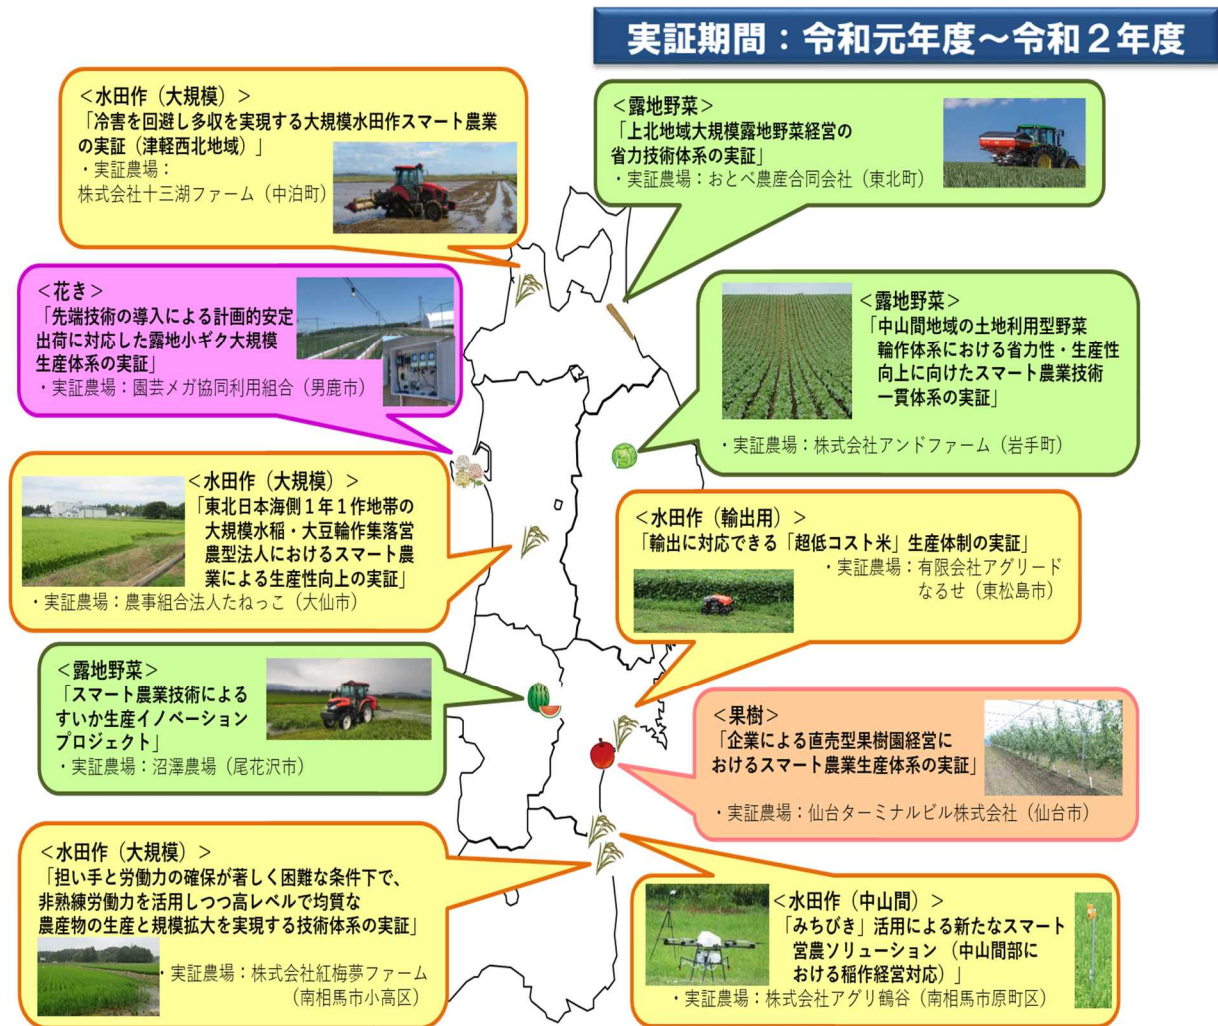 実証期間：令和元年度～令和２年度
＜水田作（大規模）＞
「冷害を回避し多収を実現する大規模水田作スマート農業
の実証（津軽西北地域）」
・実証農場：
株式会社十三湖ファーム（中泊町）
＜露地野菜＞
「上北地域大規模露地野菜経営の
省力技術体系の実証」
・実証農場：おとべ農産合同会社（東北町）
＜花き＞
「先端技術の導入による計画的安定
出荷に対応した露地小ギク大規模
生産体系の実証」
・実証農場：園芸メガ協同利用組合（男鹿市）
＜露地野菜＞
「中山間地域の土地利用型野菜
輪作体系における省力性・生産性
向上に向けたスマート農業技術
一貫体系の実証」
・実証農場：株式会社アンドファーム（岩手町）
＜水田作（大規模）＞
「東北日本海側１年１作地帯の
大規模水稲・大豆輪作集落営
農型法人におけるスマート農
業による生産性向上の実証」
・実証農場：農事組合法人たねっこ（大仙市）
＜水田作（輸出用）＞
「輸出に対応できる「超低コスト米」生産体制の実証」
・実証農場：有限会社アグリード
なるせ（東松島市）
＜露地野菜＞
「スマート農業技術による
すいか生産イノベーション
プロジェクト」
・実証農場：沼澤農場（尾花沢市）
＜果樹＞
「企業による直売型果樹園経営に
おけるスマート農業生産体系の実証」
・実証農場：仙台ターミナルビル株式会社（仙台市）
＜水田作（大規模）＞
「担い手と労働力の確保が著しく困難な条件下で、
非熟練労働力を活用しつつ高レベルで均質な
農産物の生産と規模拡大を実現する技術体系の実証」
・実証農場：株式会社紅梅夢ファーム
（南相馬市小高区）
＜水田作（中山間）＞
「みちびき」活用による新たなスマート
営農ソリューション（中山間部に
おける稲作経営対応）」
・実証農場：株式会社アグリ鶴谷（南相馬市原町区）